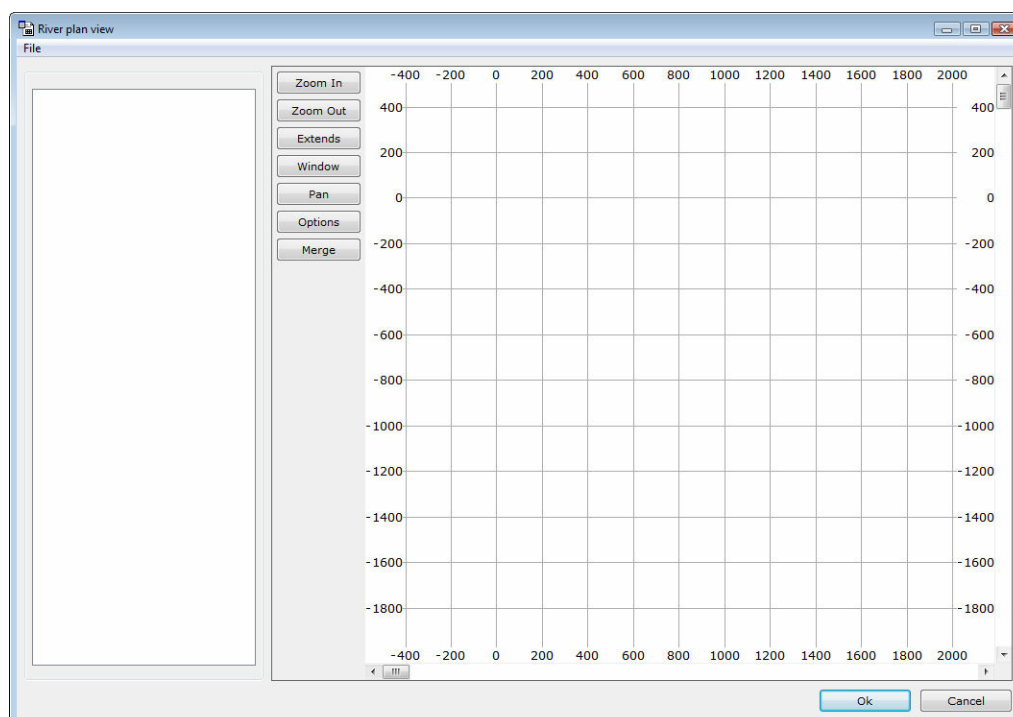 River plan view
File
Zoom In
Zoom Out
Extends
Window
Pan
Options
Merge
-400 -200 0 200 400 600 800 1000 1200 1400 1600 1800 2000
400 400
200 200
0 0
-200 -200
-400 -400
-600 -600
-800 -800
-1000 -1000
-1200 -1200
-1400 -1400
-1600 -1600
-1800 -1800
-400 -200 0 200 400 600 800 1000 1200 1400 1600 1800 2000
Ok Cancel